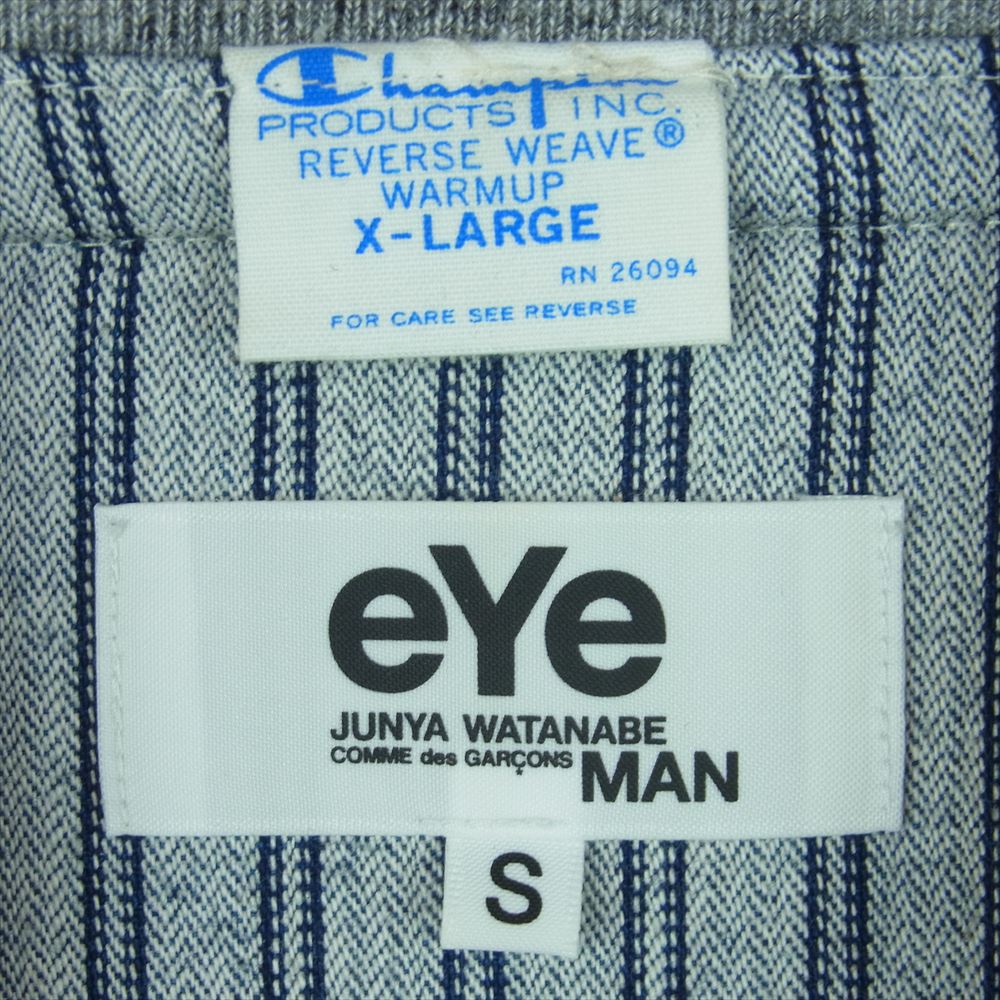 Champion
PRODUCTS INC.
REVERSE WEAVE®
WARMUP
X-LARGE
RN 26094
FOR CARE SEE REVERSE
eYe
JUNYA WATANABE
COMME des GARÇONS MAN
S